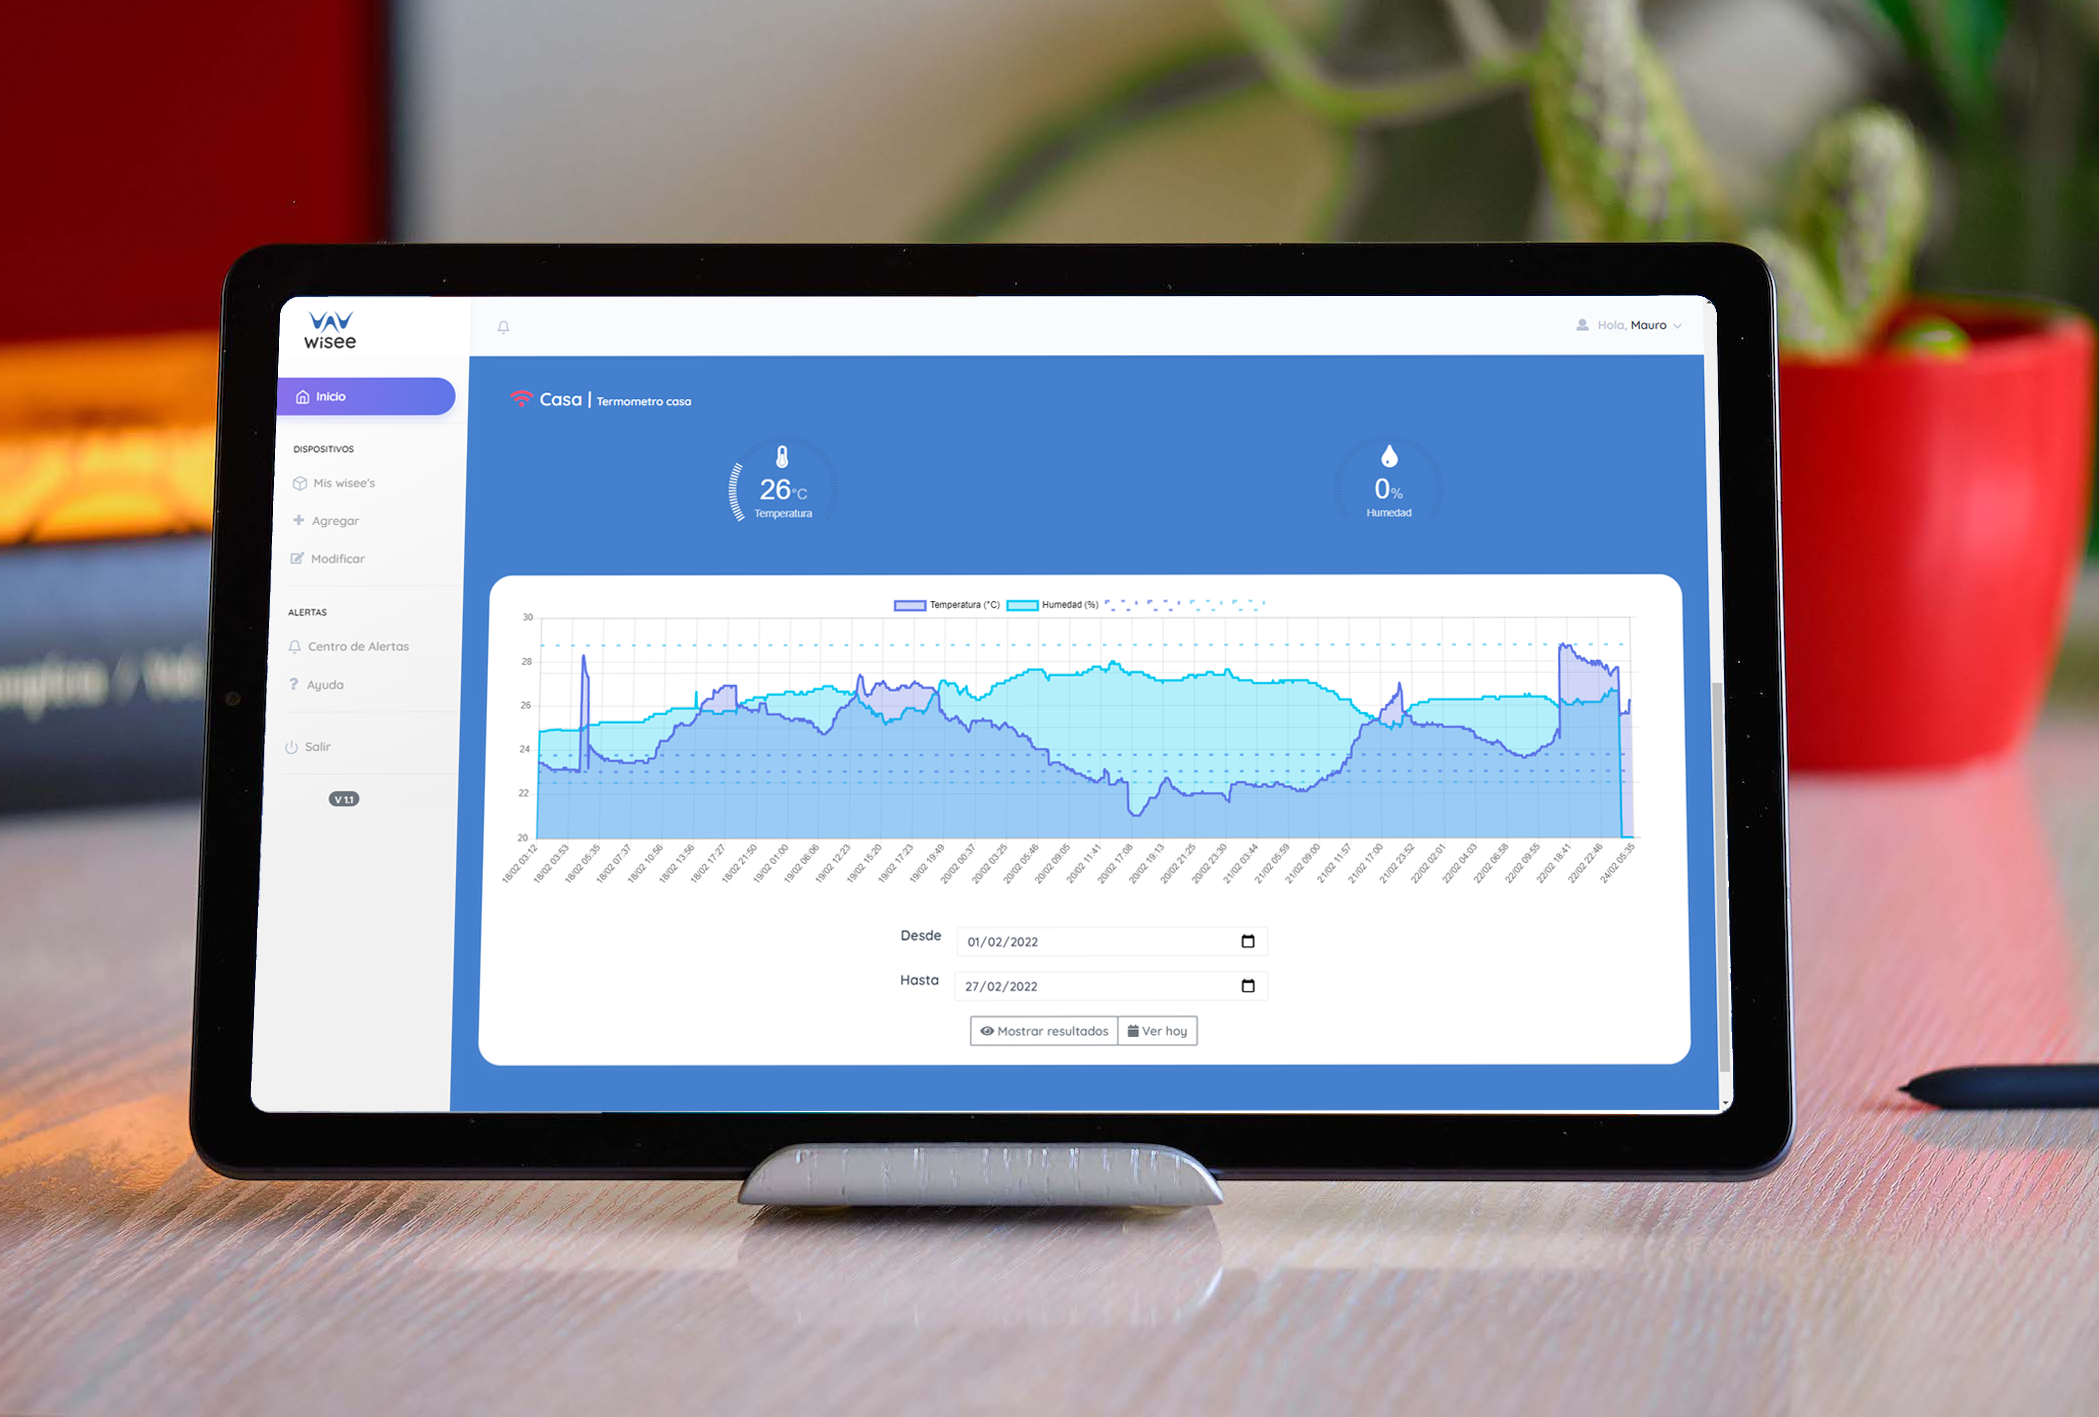 wisee
Hola, Mauro
Inicio
DISPOSITIVOS
Mis wisee's
Agregar
Modificar
ALERTAS
Centro de Alertas
Ayuda
Salir
V 1.1
Casa | Termometro casa
26°C
Temperatura
0%
Humedad
Temperatura (°C) Humedad (%)
30
28
26
24
22
20
18/02 03:12 18/02 03:53 18/02 05:35 18/02 07:37 18/02 10:56 18/02 13:56 18/02 17:27 18/02 21:50 19/02 01:00 19/02 06:06 19/02 12:23 19/02 15:20 19/02 17:23 19/02 19:49 20/02 00:37 20/02 03:25 20/02 05:46 20/02 09:05 20/02 11:41 20/02 17:08 20/02 19:13 20/02 21:25 20/02 23:30 21/02 03:44 21/02 05:59 21/02 09:00 21/02 11:57 21/02 17:00 21/02 23:52 22/02 02:01 22/02 04:03 22/02 06:58 22/02 09:55 22/02 18:41 22/02 22:46 24/02 05:35
Desde 01/02/2022
Hasta 27/02/2022
Mostrar resultados Ver hoy